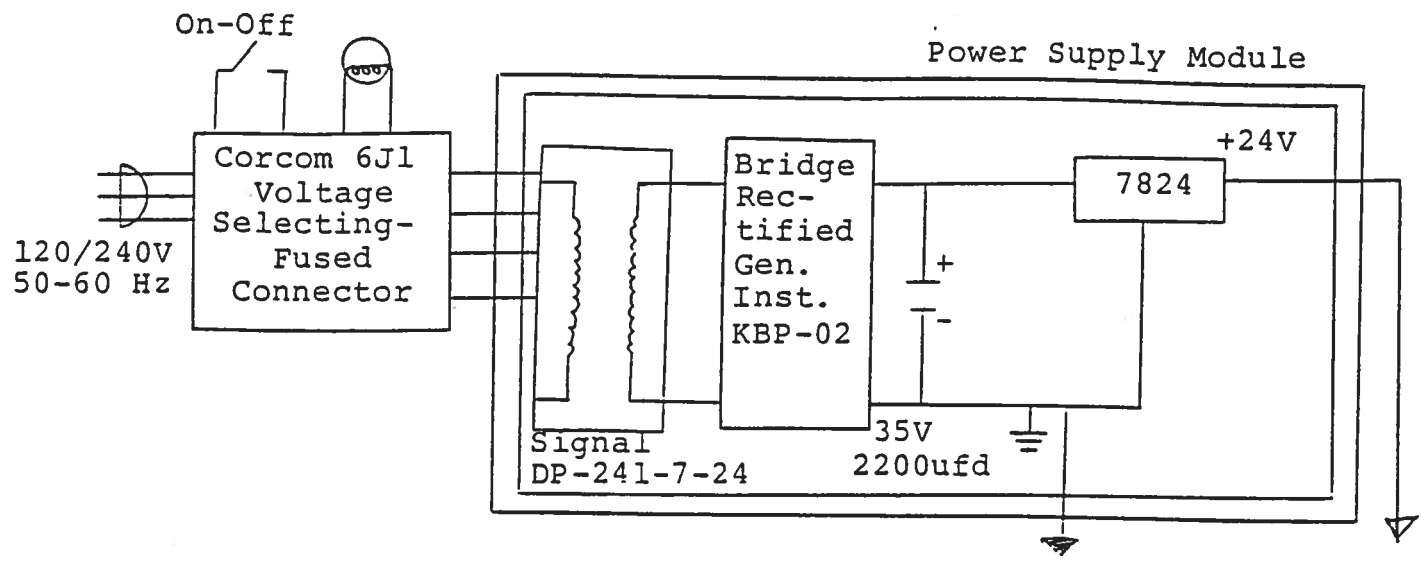 On-Off
Power Supply Module
Corcom 6J1
Voltage
Selecting-
Fused
Connector
120/240V
50-60 Hz
Bridge
Rec-
tified
Gen.
Inst.
KBP-02
+
-
7824
+24V
Signal
DP-241-7-24
35V
2200ufd